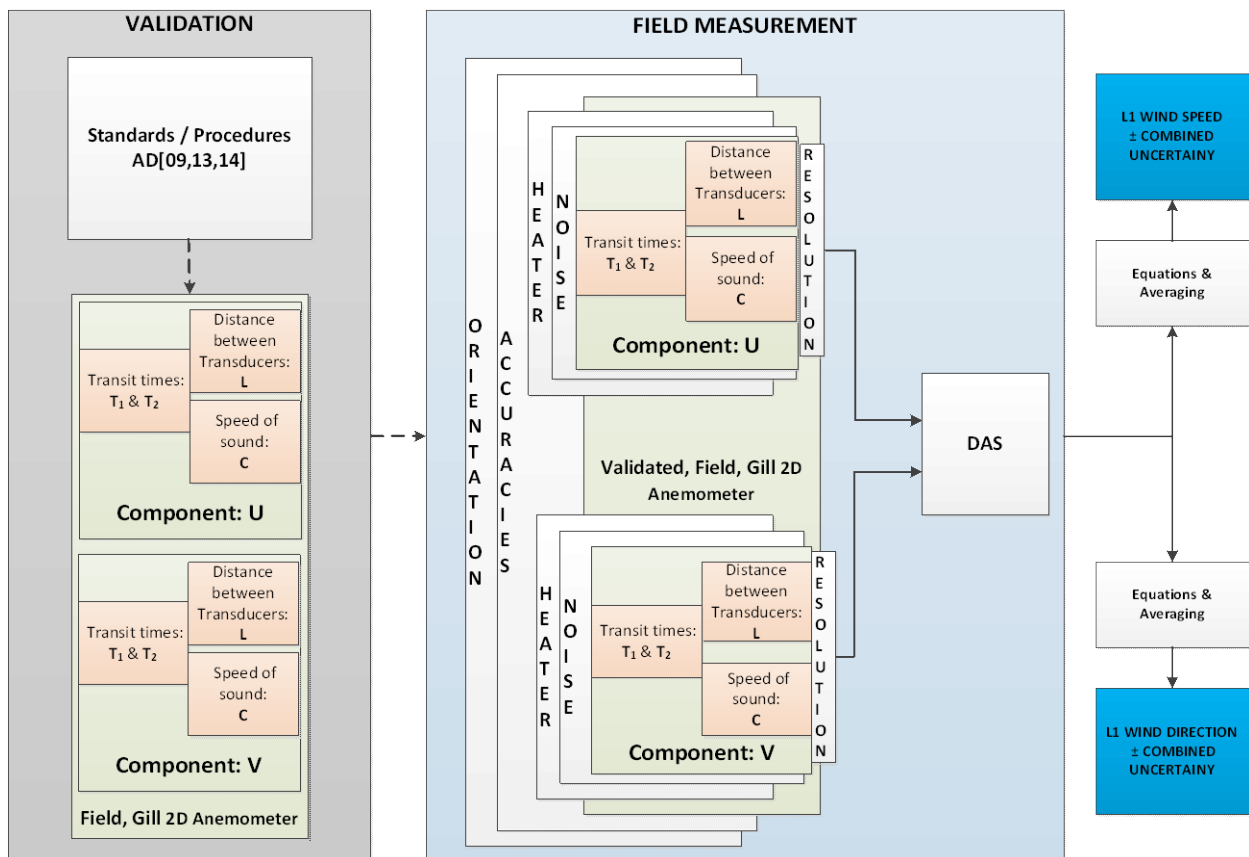 VALIDATION
Standards / Procedures
AD[09,13,14]
Distance
between
Transducers:
L
Transit times:
T₁ & T₂
Speed of
sound:
C
Component: U
Distance
between
Transducers:
L
Transit times:
T₁ & T₂
Speed of
sound:
C
Component: V
Field, Gill 2D Anemometer
FIELD MEASUREMENT
ORIENTATION
ACCURACIES
HEATER
NOISE
Distance
between
Transducers:
L
Transit times:
T₁ & T₂
Speed of
sound:
C
Component: U
RESOLUTION
Validated, Field, Gill 2D
Anemometer
HEATER
NOISE
Distance
between
Transducers:
L
Transit times:
T₁ & T₂
Speed of
sound:
C
Component: V
RESOLUTION
DAS
L1 WIND SPEED
± COMBINED
UNCERTAINY
Equations &
Averaging
Equations &
Averaging
L1 WIND DIRECTION
± COMBINED
UNCERTAINY